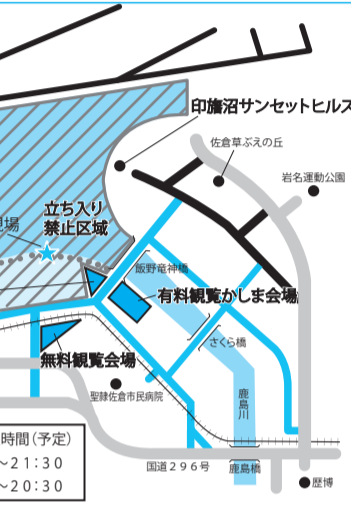 印旛沼サンセットヒルズ
佐倉草ぶえの丘
岩名運動公園
立ち入り
禁止区域
場
飯野竜神橋
有料観覧かしま会場
さくら橋
無料観覧会場
聖隷佐倉市民病院
鹿島川
時間(予定)
~21:30
~20:30
国道296号
鹿島橋
歴博